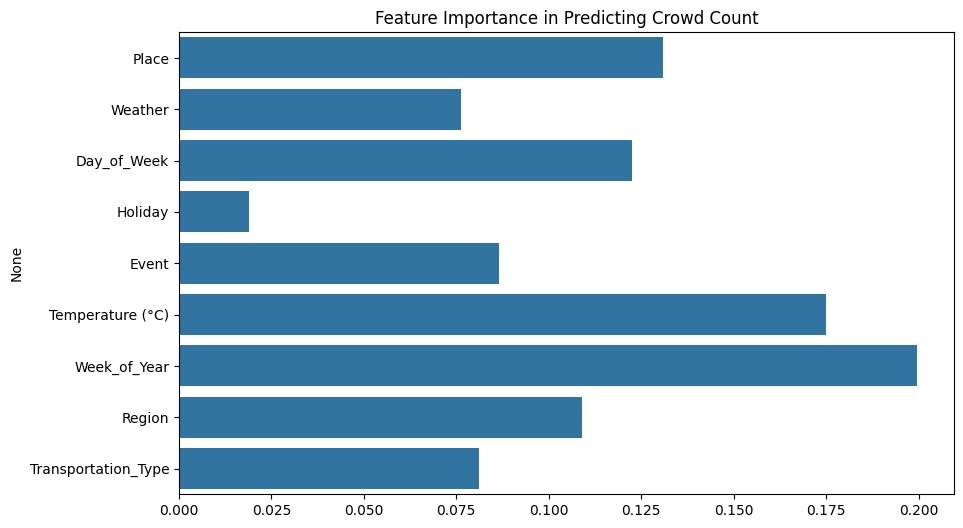 Feature Importance in Predicting Crowd Count
Place
Weather
Day_of_Week
Holiday
Event
Temperature (°C)
Week_of_Year
Region
Transportation_Type
None
0.000 0.025 0.050 0.075 0.100 0.125 0.150 0.175 0.200